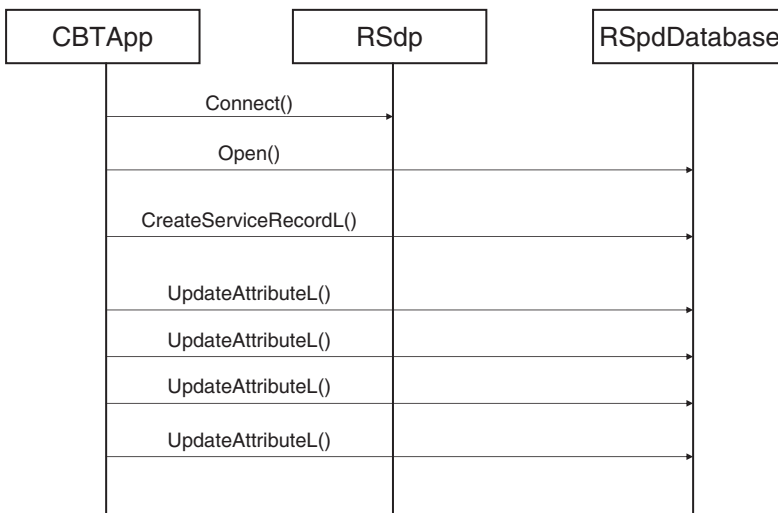 CBTApp
RSdp
RSpdDatabase
Connect()
Open()
CreateServiceRecordL()
UpdateAttributeL()
UpdateAttributeL()
UpdateAttributeL()
UpdateAttributeL()